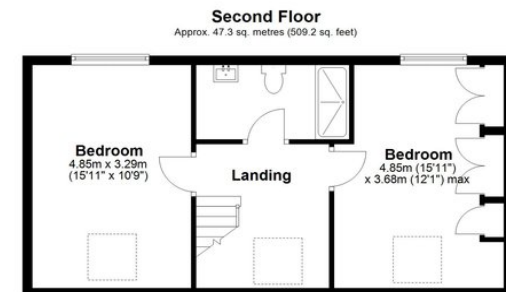 Second Floor
Approx. 47.3 sq. metres (509.2 sq. feet)
Bedroom
4.85m x 3.29m
(15'11" x 10'9")
Landing
Bedroom
4.85m (15'11")
x 3.68m (12'1") max